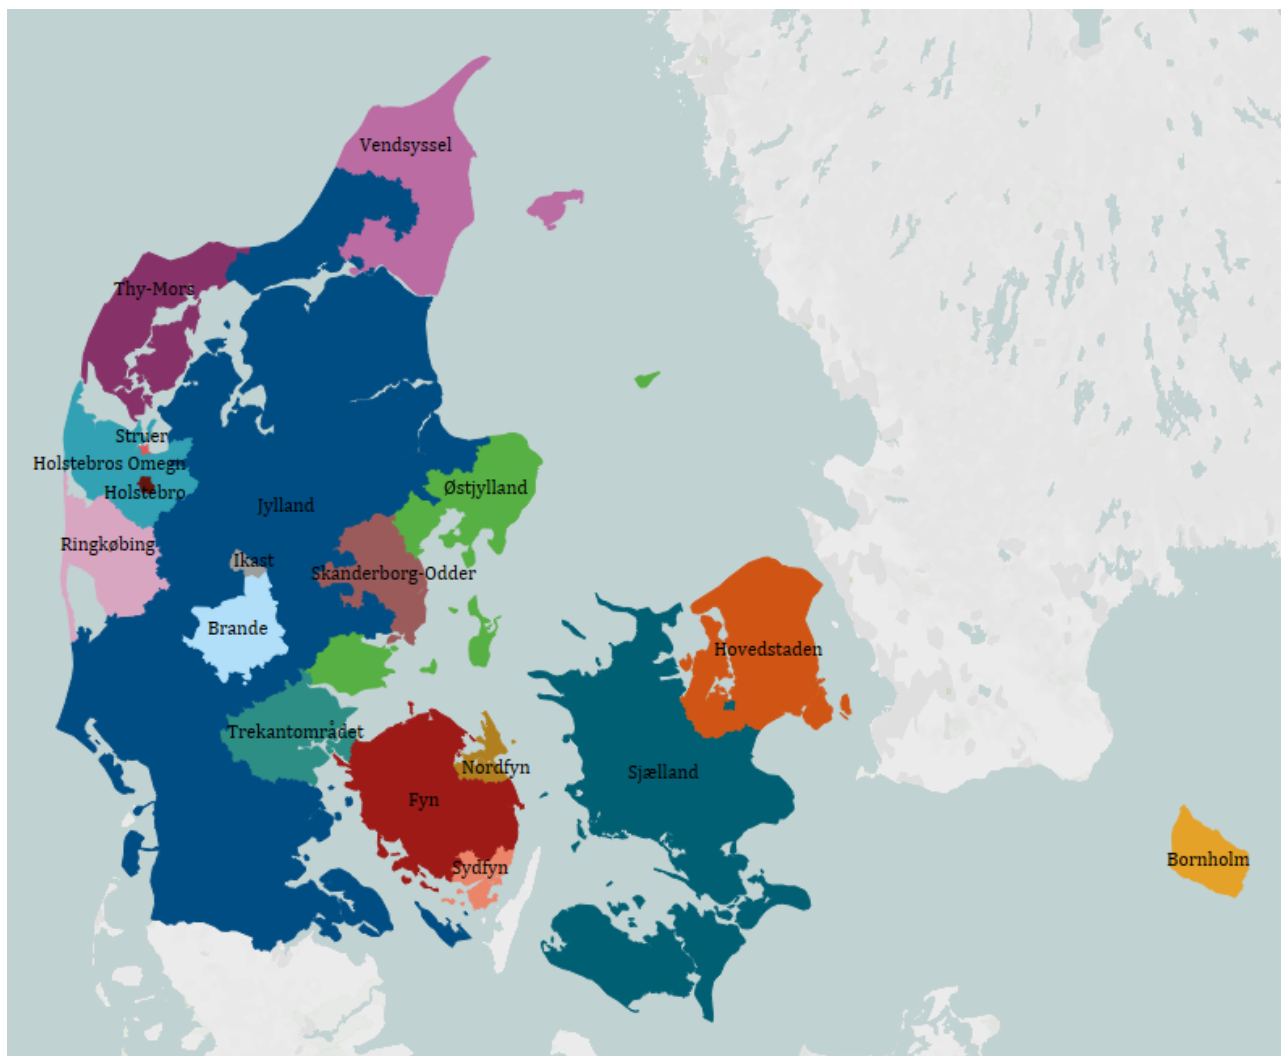 Vendsyssel
Thy-Mors
Struer
Holstebros Omegn
Holstebro
Østjylland
Jylland
Ringkøbing
Ikast
Skanderborg-Odder
Brande
Hovedstaden
Trekantområdet
Nordfyn
Sjælland
Fyn
Sydfyn
Bornholm